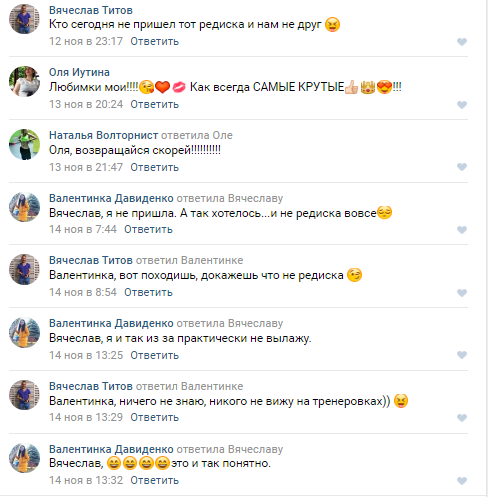 Вячеслав Титов
Кто сегодня не пришел тот редиска и нам не друг 😝
12 ноя в 23:17 Ответить
Оля Иутина
Любимки мои!!!!😘❤️💋 Как всегда САМЫЕ КРУТЫЕ👍👑😍!!!
13 ноя в 20:24 Ответить
Наталья Волторнист ответила Оле
Оля, возвращайся скорей!!!!!!!!!!
13 ноя в 21:47 Ответить
Валентинка Давиденко ответила Вячеславу
Вячеслав, я не пришла. А так хотелось...и не редиска вовсе😌
14 ноя в 7:44 Ответить
Вячеслав Титов ответил Валентинке
Валентинка, вот походишь, докажешь что не редиска 😉
14 ноя в 8:54 Ответить
Валентинка Давиденко ответила Вячеславу
Вячеслав, я и так из за практически не вылажу.
14 ноя в 13:25 Ответить
Вячеслав Титов ответил Валентинке
Валентинка, ничего не знаю, никого не вижу на тренеровках)) 😝
14 ноя в 13:29 Ответить
Валентинка Давиденко ответила Вячеславу
Вячеслав, 😄😄😄😄это и так понятно.
14 ноя в 13:32 Ответить